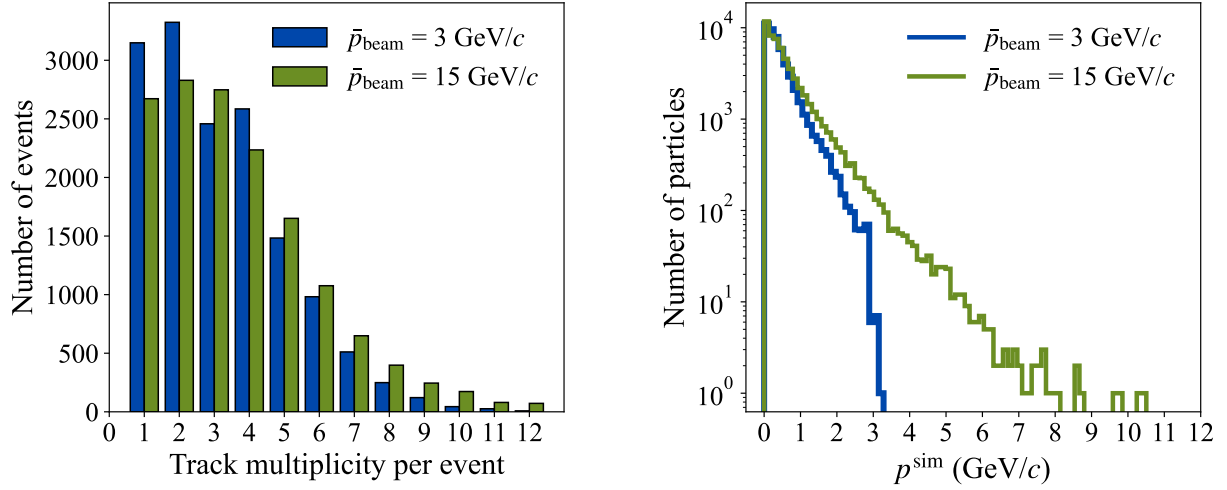 Number of events
3000
2500
2000
1500
1000
500
0
p̄beam = 3 GeV/c
p̄beam = 15 GeV/c
0 1 2 3 4 5 6 7 8 9 10 11 12
Track multiplicity per event
Number of particles
10⁴
10³
10²
10¹
10⁰
p̄beam = 3 GeV/c
p̄beam = 15 GeV/c
0 1 2 3 4 5 6 7 8 9 10 11 12
pˢⁱᵐ (GeV/c)